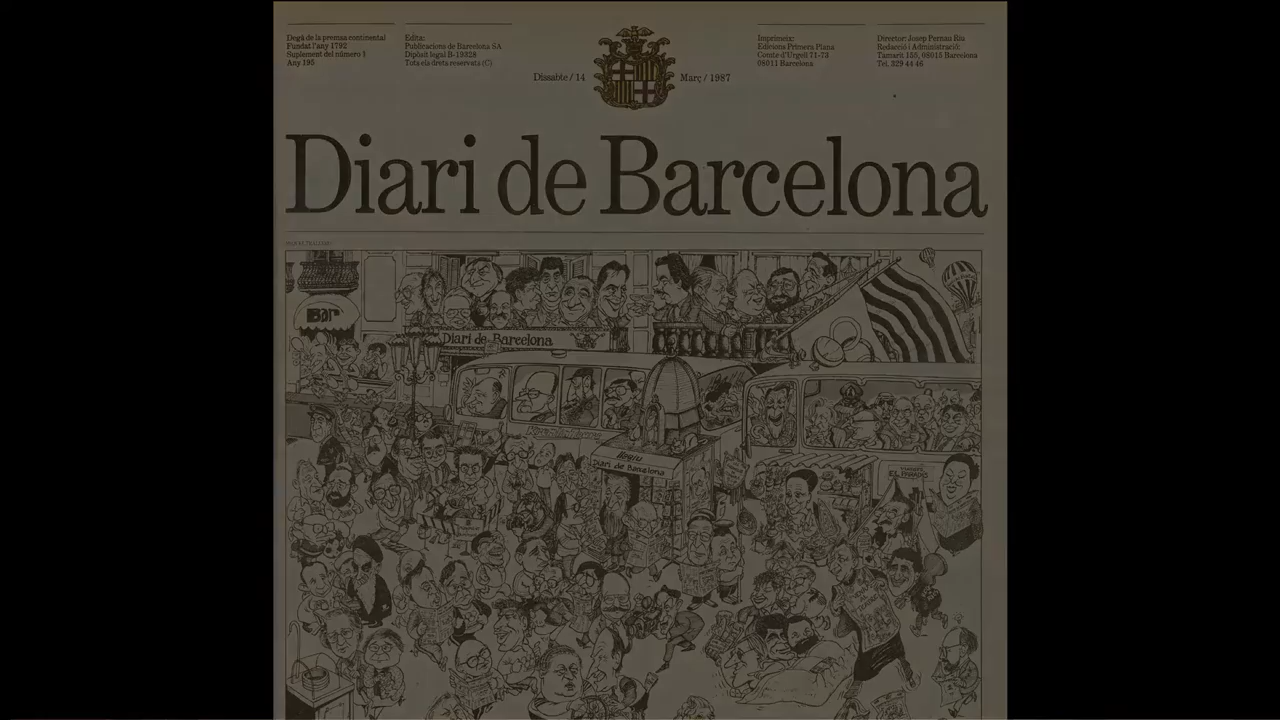 Degà de la premsa continental
Fundat l'any 1792
Suplement del número 1
Any 195
Edita:
Publicacions de Barcelona SA
Dipòsit legal B-19328
Tots els drets reservats (C)
Dissabte / 14
Març / 1987
Imprimeix:
Edicions Primera Plana
Comte d'Urgell 71-73
08011 Barcelona
Director: Josep Pernau Riu
Redacció i Administració:
Tamarit 155, 08015 Barcelona
Tel. 329 44 46
Diari de Barcelona
Bar
Diari de Barcelona
Diari de Barcelona